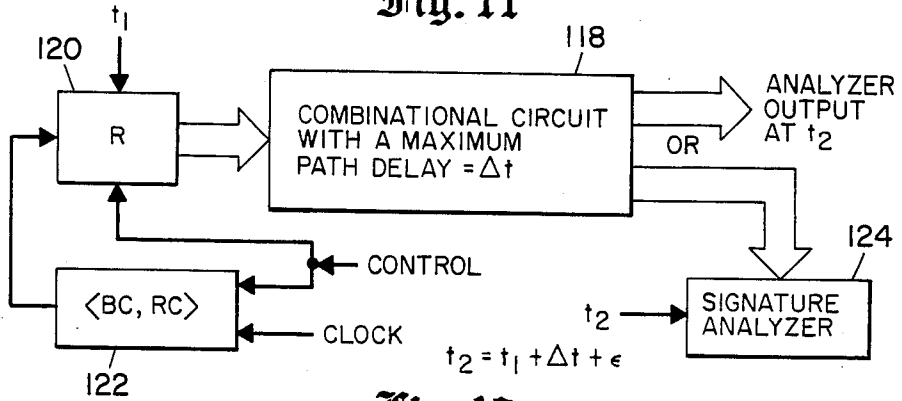 Fig. 11
t1
120
118
R
COMBINATIONAL CIRCUIT
WITH A MAXIMUM
PATH DELAY = Δt
ANALYZER
OUTPUT
AT t2
OR
124
CONTROL
⟨BC, RC⟩
CLOCK
122
t2
SIGNATURE
ANALYZER
t2 = t1 + Δt + ϵ